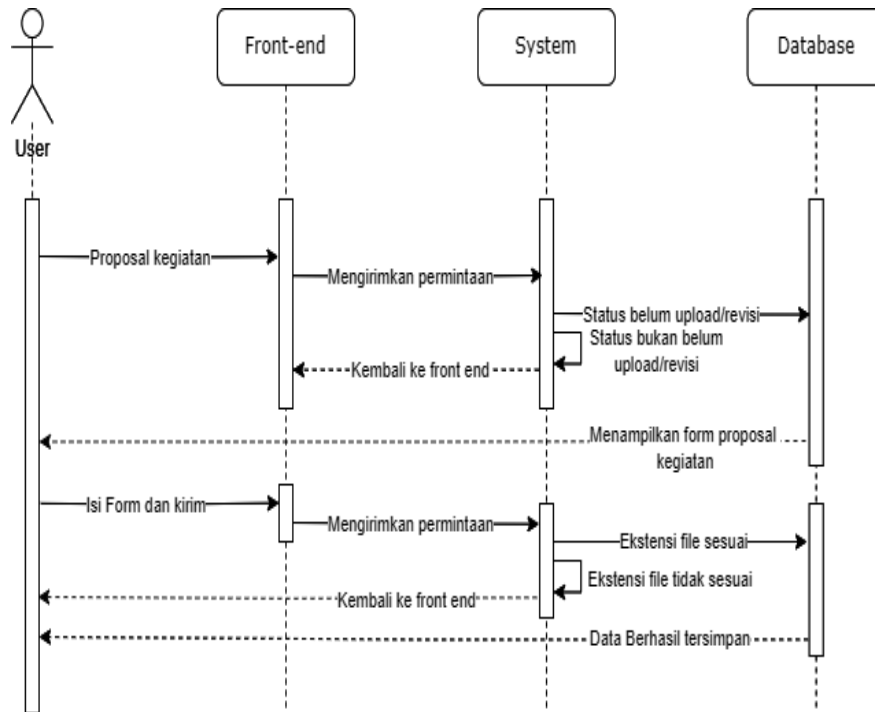 Front-end
System
Database
User
Proposal kegiatan
Mengirimkan permintaan
Status belum upload/revisi
Status bukan belum
upload/revisi
Kembali ke front end
Menampilkan form proposal
kegiatan
Isi Form dan kirim
Mengirimkan permintaan
Ekstensi file sesuai
Ekstensi file tidak sesuai
Kembali ke front end
Data Berhasil tersimpan